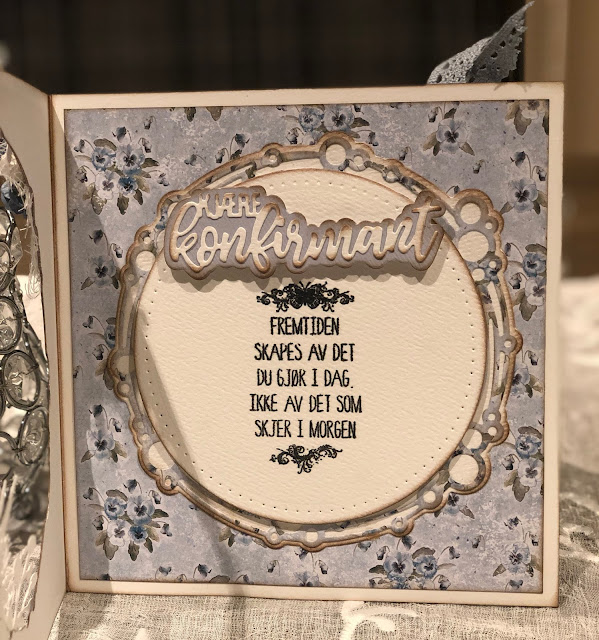 KJÆRE
konfirmant
FREMTIDEN
SKAPES AV DET
DU GJØR I DAG.
IKKE AV DET SOM
SKJER I MORGEN